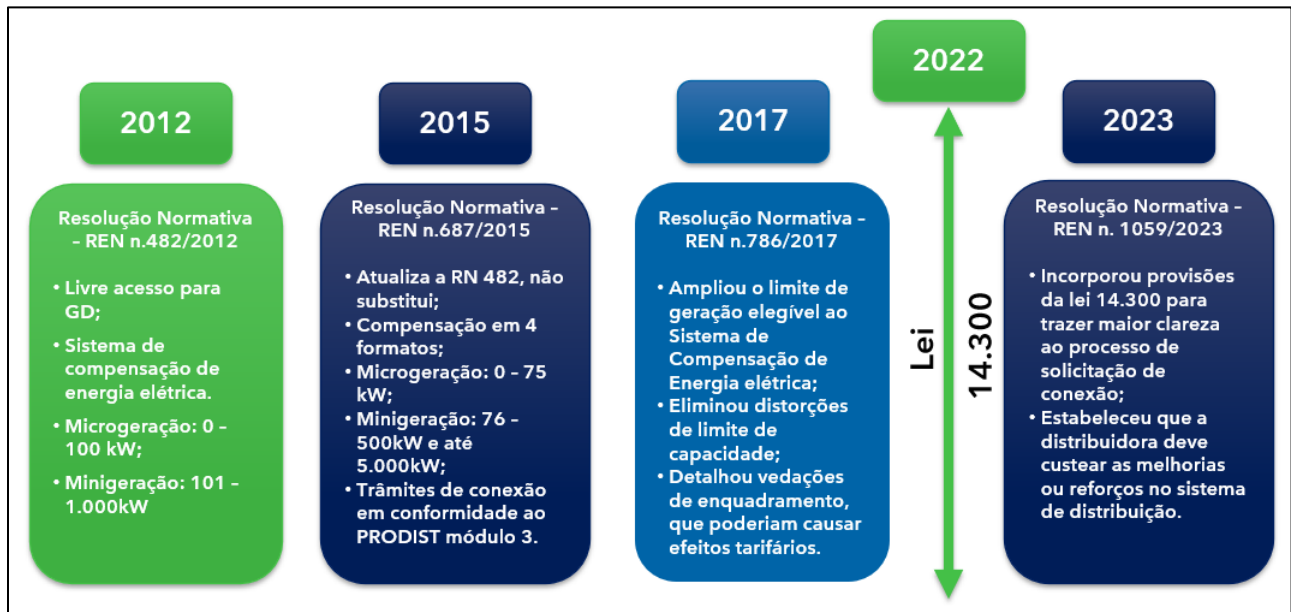 2012
Resolução Normativa
– REN n.482/2012
• Livre acesso para
GD;
• Sistema de
compensação de
energia elétrica.
• Microgeração: 0 –
100 kW;
• Minigeração: 101 –
1.000kW
2015
Resolução Normativa –
REN n.687/2015
• Atualiza a RN 482, não
substitui;
• Compensação em 4
formatos;
• Microgeração: 0 – 75
kW;
• Minigeração: 76 –
500kW e até
5.000kW;
• Trâmites de conexão
em conformidade ao
PRODIST módulo 3.
2017
Resolução Normativa –
REN n.786/2017
• Ampliou o limite de
geração elegível ao
Sistema de
Compensação de
Energia elétrica;
• Eliminou distorções
de limite de
capacidade;
• Detalhou vedações
de enquadramento,
que poderiam causar
efeitos tarifários.
2022
Lei
14.300
2023
Resolução Normativa –
REN n. 1059/2023
• Incorporou provisões
da lei 14.300 para
trazer maior clareza
ao processo de
solicitação de
conexão;
• Estabeleceu que a
distribuidora deve
custear as melhorias
ou reforços no sistema
de distribuição.